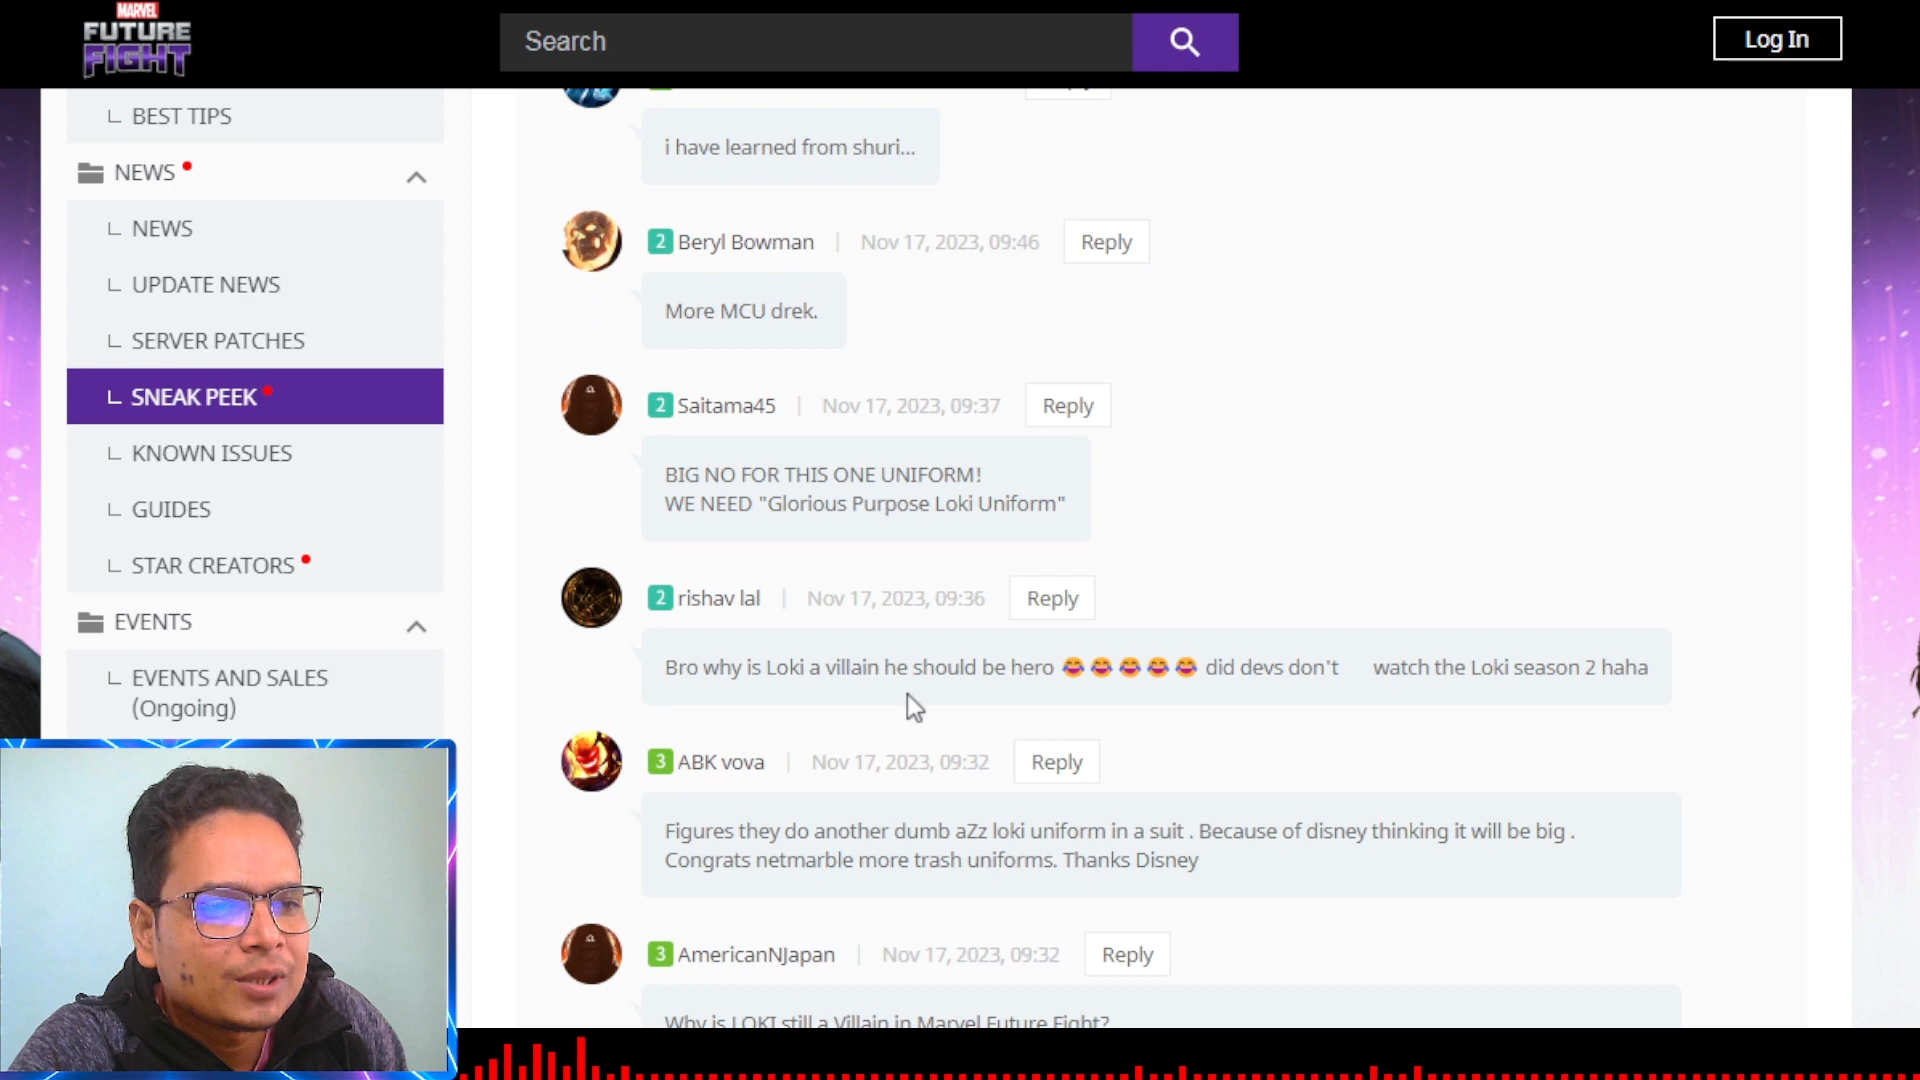 MARVEL
FUTURE
FIGHT
Search
Log In
BEST TIPS
NEWS
NEWS
UPDATE NEWS
SERVER PATCHES
SNEAK PEEK
KNOWN ISSUES
GUIDES
STAR CREATORS
EVENTS
EVENTS AND SALES
(Ongoing)
i have learned from shuri...
2 Beryl Bowman | Nov 17, 2023, 09:46 Reply
More MCU drek.
2 Saitama45 | Nov 17, 2023, 09:37 Reply
BIG NO FOR THIS ONE UNIFORM!
WE NEED "Glorious Purpose Loki Uniform"
2 rishav lal | Nov 17, 2023, 09:36 Reply
Bro why is Loki a villain he should be hero 😂😂😂😂😂 did devs don't watch the Loki season 2 haha
3 ABK vova | Nov 17, 2023, 09:32 Reply
Figures they do another dumb aZz loki uniform in a suit . Because of disney thinking it will be big .
Congrats netmarble more trash uniforms. Thanks Disney
3 AmericanNJapan | Nov 17, 2023, 09:32 Reply
Why is LOKI still a Villain in Marvel Future Fight?